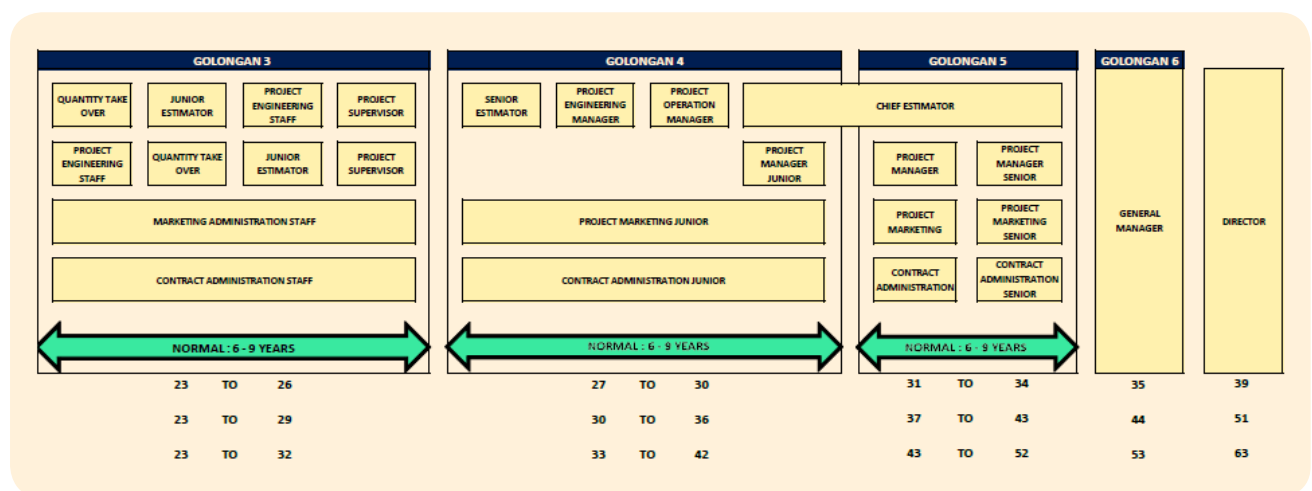 GOLONGAN 3
GOLONGAN 4
GOLONGAN 5
GOLONGAN 6
QUANTITY TAKE
OVER
JUNIOR
ESTIMATOR
PROJECT
ENGINEERING
STAFF
PROJECT
SUPERVISOR
SENIOR
ESTIMATOR
PROJECT
ENGINEERING
MANAGER
PROJECT
OPERATION
MANAGER
CHIEF ESTIMATOR
PROJECT
ENGINEERING
STAFF
QUANTITY TAKE
OVER
JUNIOR
ESTIMATOR
PROJECT
SUPERVISOR
PROJECT
MANAGER
JUNIOR
PROJECT
MANAGER
PROJECT
MANAGER
SENIOR
MARKETING ADMINISTRATION STAFF
PROJECT MARKETING JUNIOR
PROJECT
MARKETING
PROJECT
MARKETING
SENIOR
GENERAL
MANAGER
DIRECTOR
CONTRACT ADMINISTRATION STAFF
CONTRACT ADMINISTRATION JUNIOR
CONTRACT
ADMINISTRATION
CONTRACT
ADMINISTRATION
SENIOR
NORMAL : 6 - 9 YEARS
NORMAL : 6 - 9 YEARS
NORMAL : 6 - 9 YEARS
23 TO 26 27 TO 30 31 TO 34 35 39
23 TO 29 30 TO 36 37 TO 43 44 51
23 TO 32 33 TO 42 43 TO 52 53 63